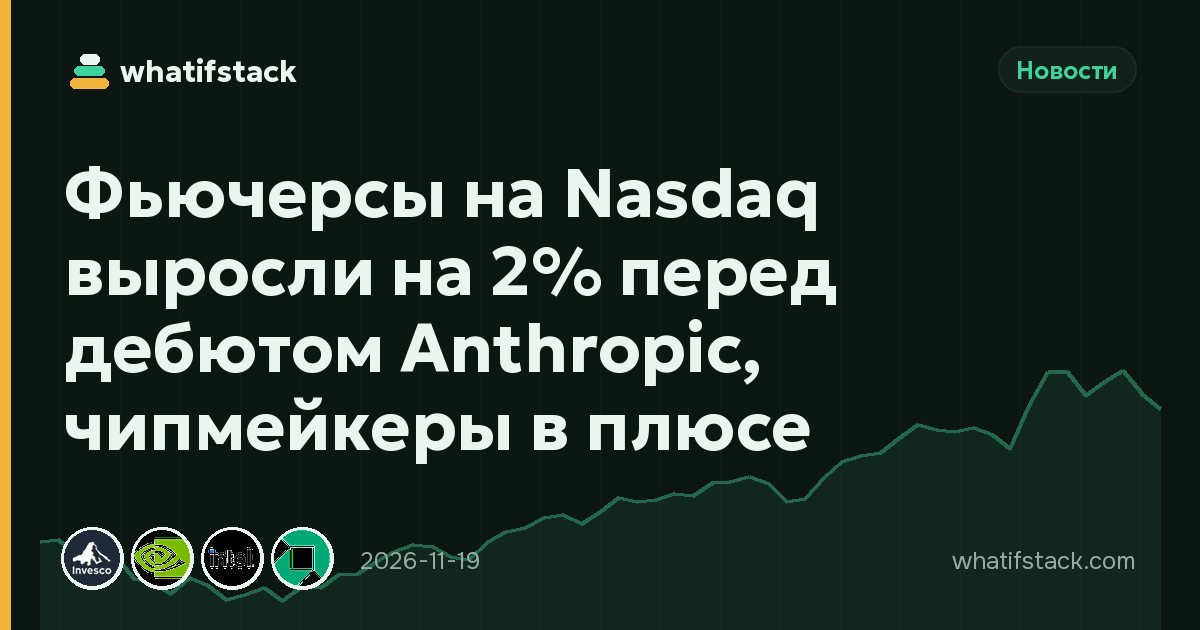 whatifstack
Новости
Фьючерсы на Nasdaq
выросли на 2% перед
дебютом Anthropic,
чипмейкеры в плюсе
Invesco
intel
2026-11-19
whatifstack.com